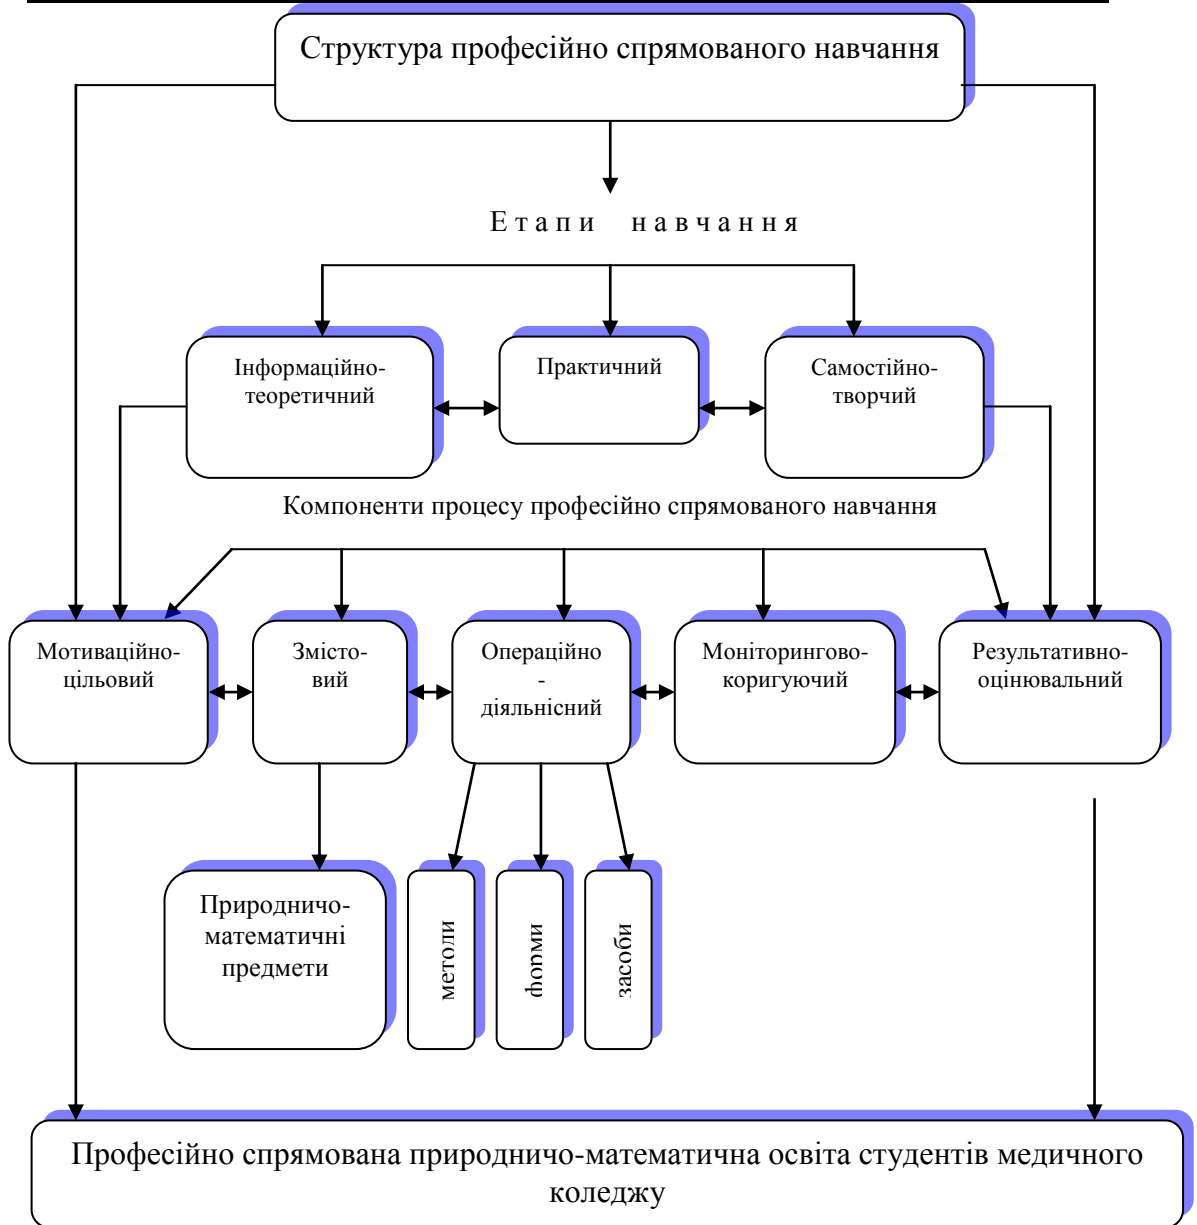 Структура професійно спрямованого навчання
Етапи навчання
Інформаційно-
теоретичний
Практичний
Самостійно-
творчий
Компоненти процесу професійно спрямованого навчання
Мотиваційно-
цільовий
Змісто-
вий
Операційно
-
діяльнісний
Моніторингово-
коригуючий
Результативно-
оцінювальний
Природничо-
математичні
предмети
методи
форми
засоби
Професійно спрямована природничо-математична освіта студентів медичного
коледжу